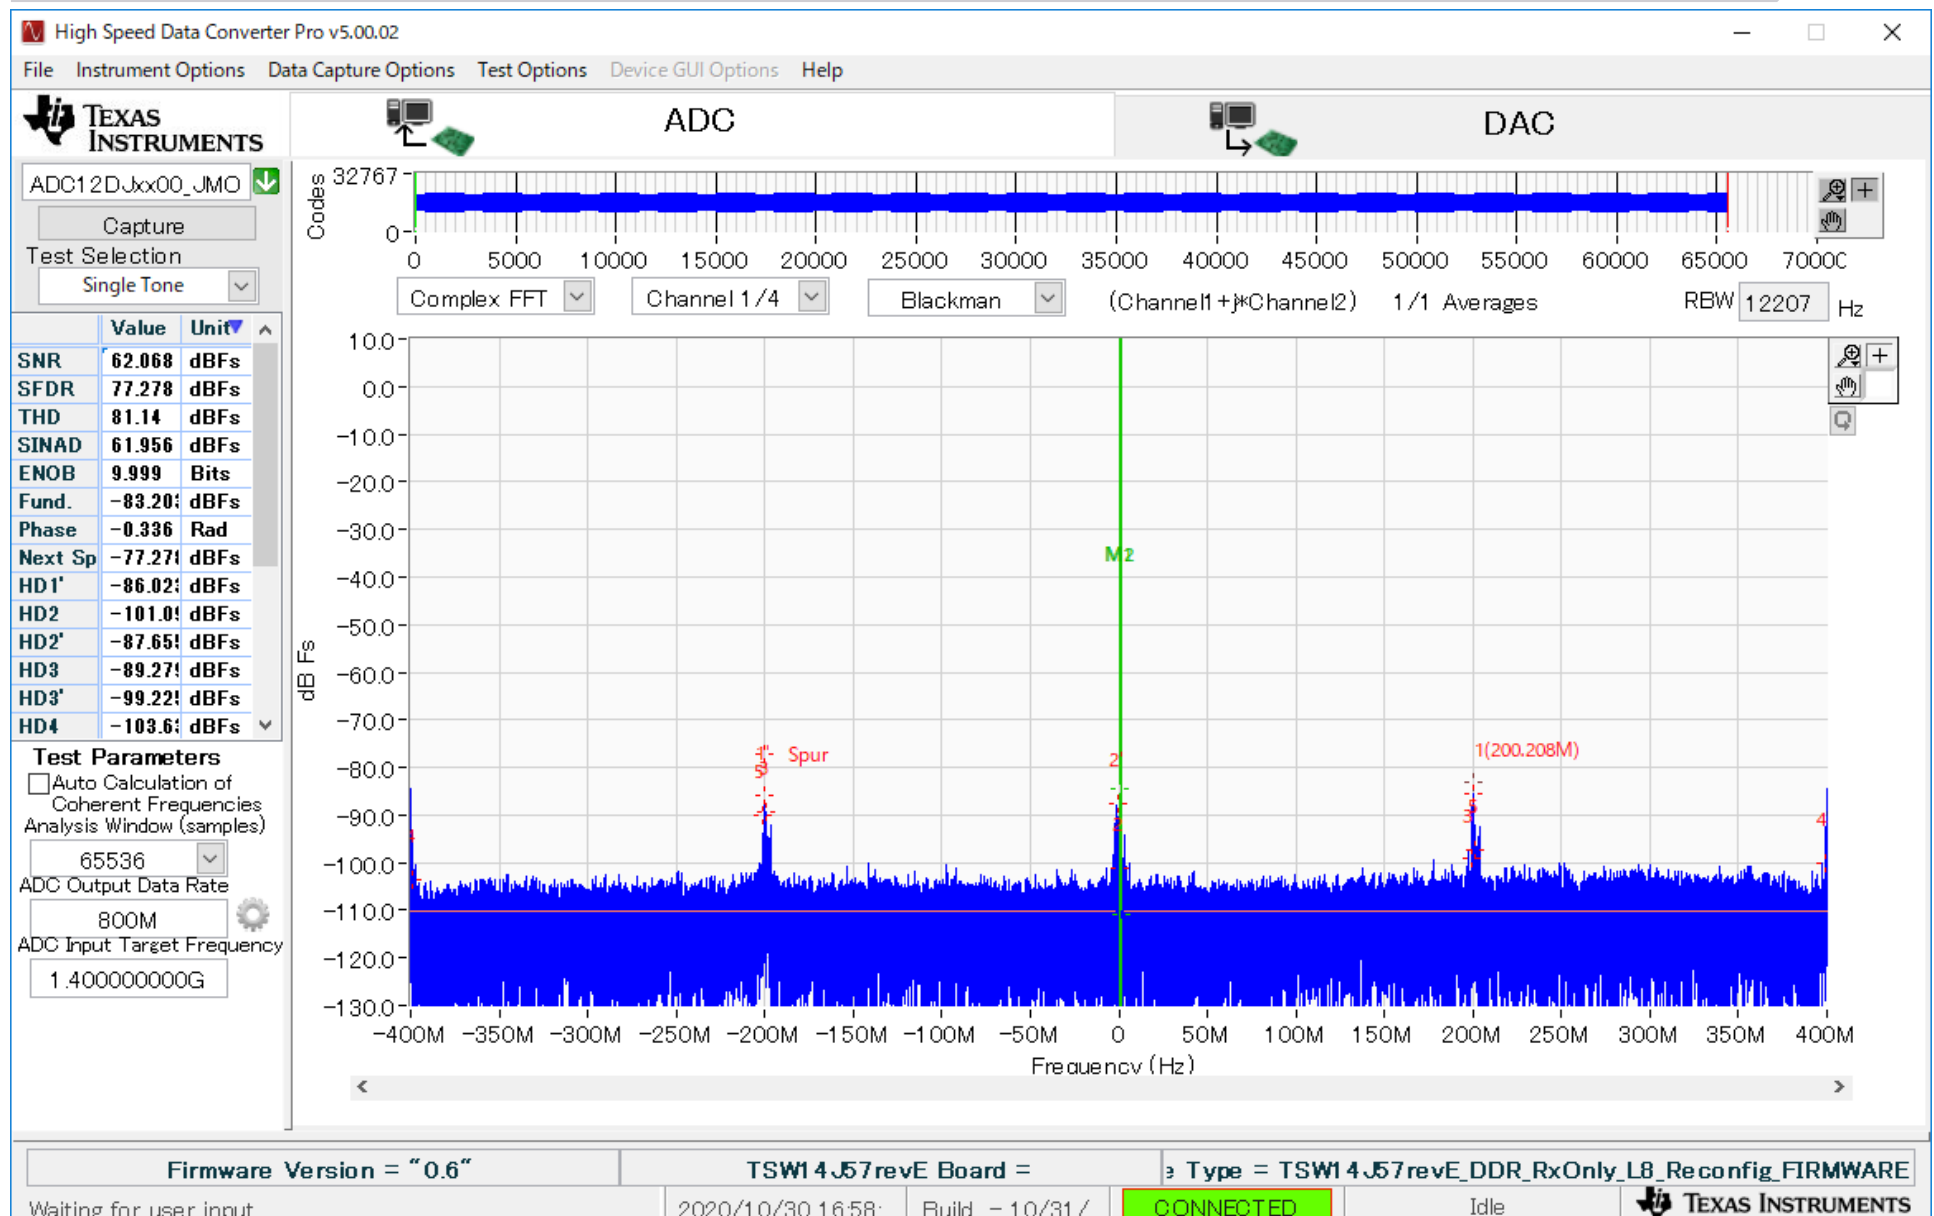 High Speed Data Converter Pro v5.00.02
File Instrument Options Data Capture Options Test Options Device GUI Options Help
TEXAS INSTRUMENTS
ADC
DAC
ADC12DJxx00_JMO
Capture
Test Selection
Single Tone
Value Unit
SNR 62.068 dBFs
SFDR 77.278 dBFs
THD 81.14 dBFs
SINAD 61.956 dBFs
ENOB 9.999 Bits
Fund. dBFs
Phase -0.336 Rad
Next Sp dBFs
HD1' dBFs
HD2 dBFs
HD2' dBFs
HD3 dBFs
HD3' dBFs
HD4 dBFs
Test Parameters
Auto Calculation of
Coherent Frequencies
Analysis Window (samples)
65536
ADC Output Data Rate
800M
ADC Input Target Frequency
1.400000000G
Codes
32767
0
0 5000 10000 15000 20000 25000 30000 35000 40000 45000 50000 55000 60000 65000
Complex FFT Channel 1/4 Blackman (Channel1+j*Channel2) 1/1 Averages RBW 12207 Hz
dB Fs
10.0
0.0
-10.0
-20.0
-30.0
-40.0
-50.0
-60.0
-70.0
-80.0
-90.0
-100.0
-110.0
-120.0
-130.0
Spur
1(200.208M)
-400M -350M -300M -250M -200M -150M -100M -50M 0 50M 100M 150M 200M 250M 300M 350M 400M
Frequency (Hz)
Firmware Version = "0.6"
TSW14J57revE Board =
e Type = TSW14J57revE_DDR_RxOnly_L8_Reconfig_FIRMWARE
Waiting for user input
2020/10/30 16:58:
Build - 10/31/
CONNECTED
Idle
TEXAS INSTRUMENTS